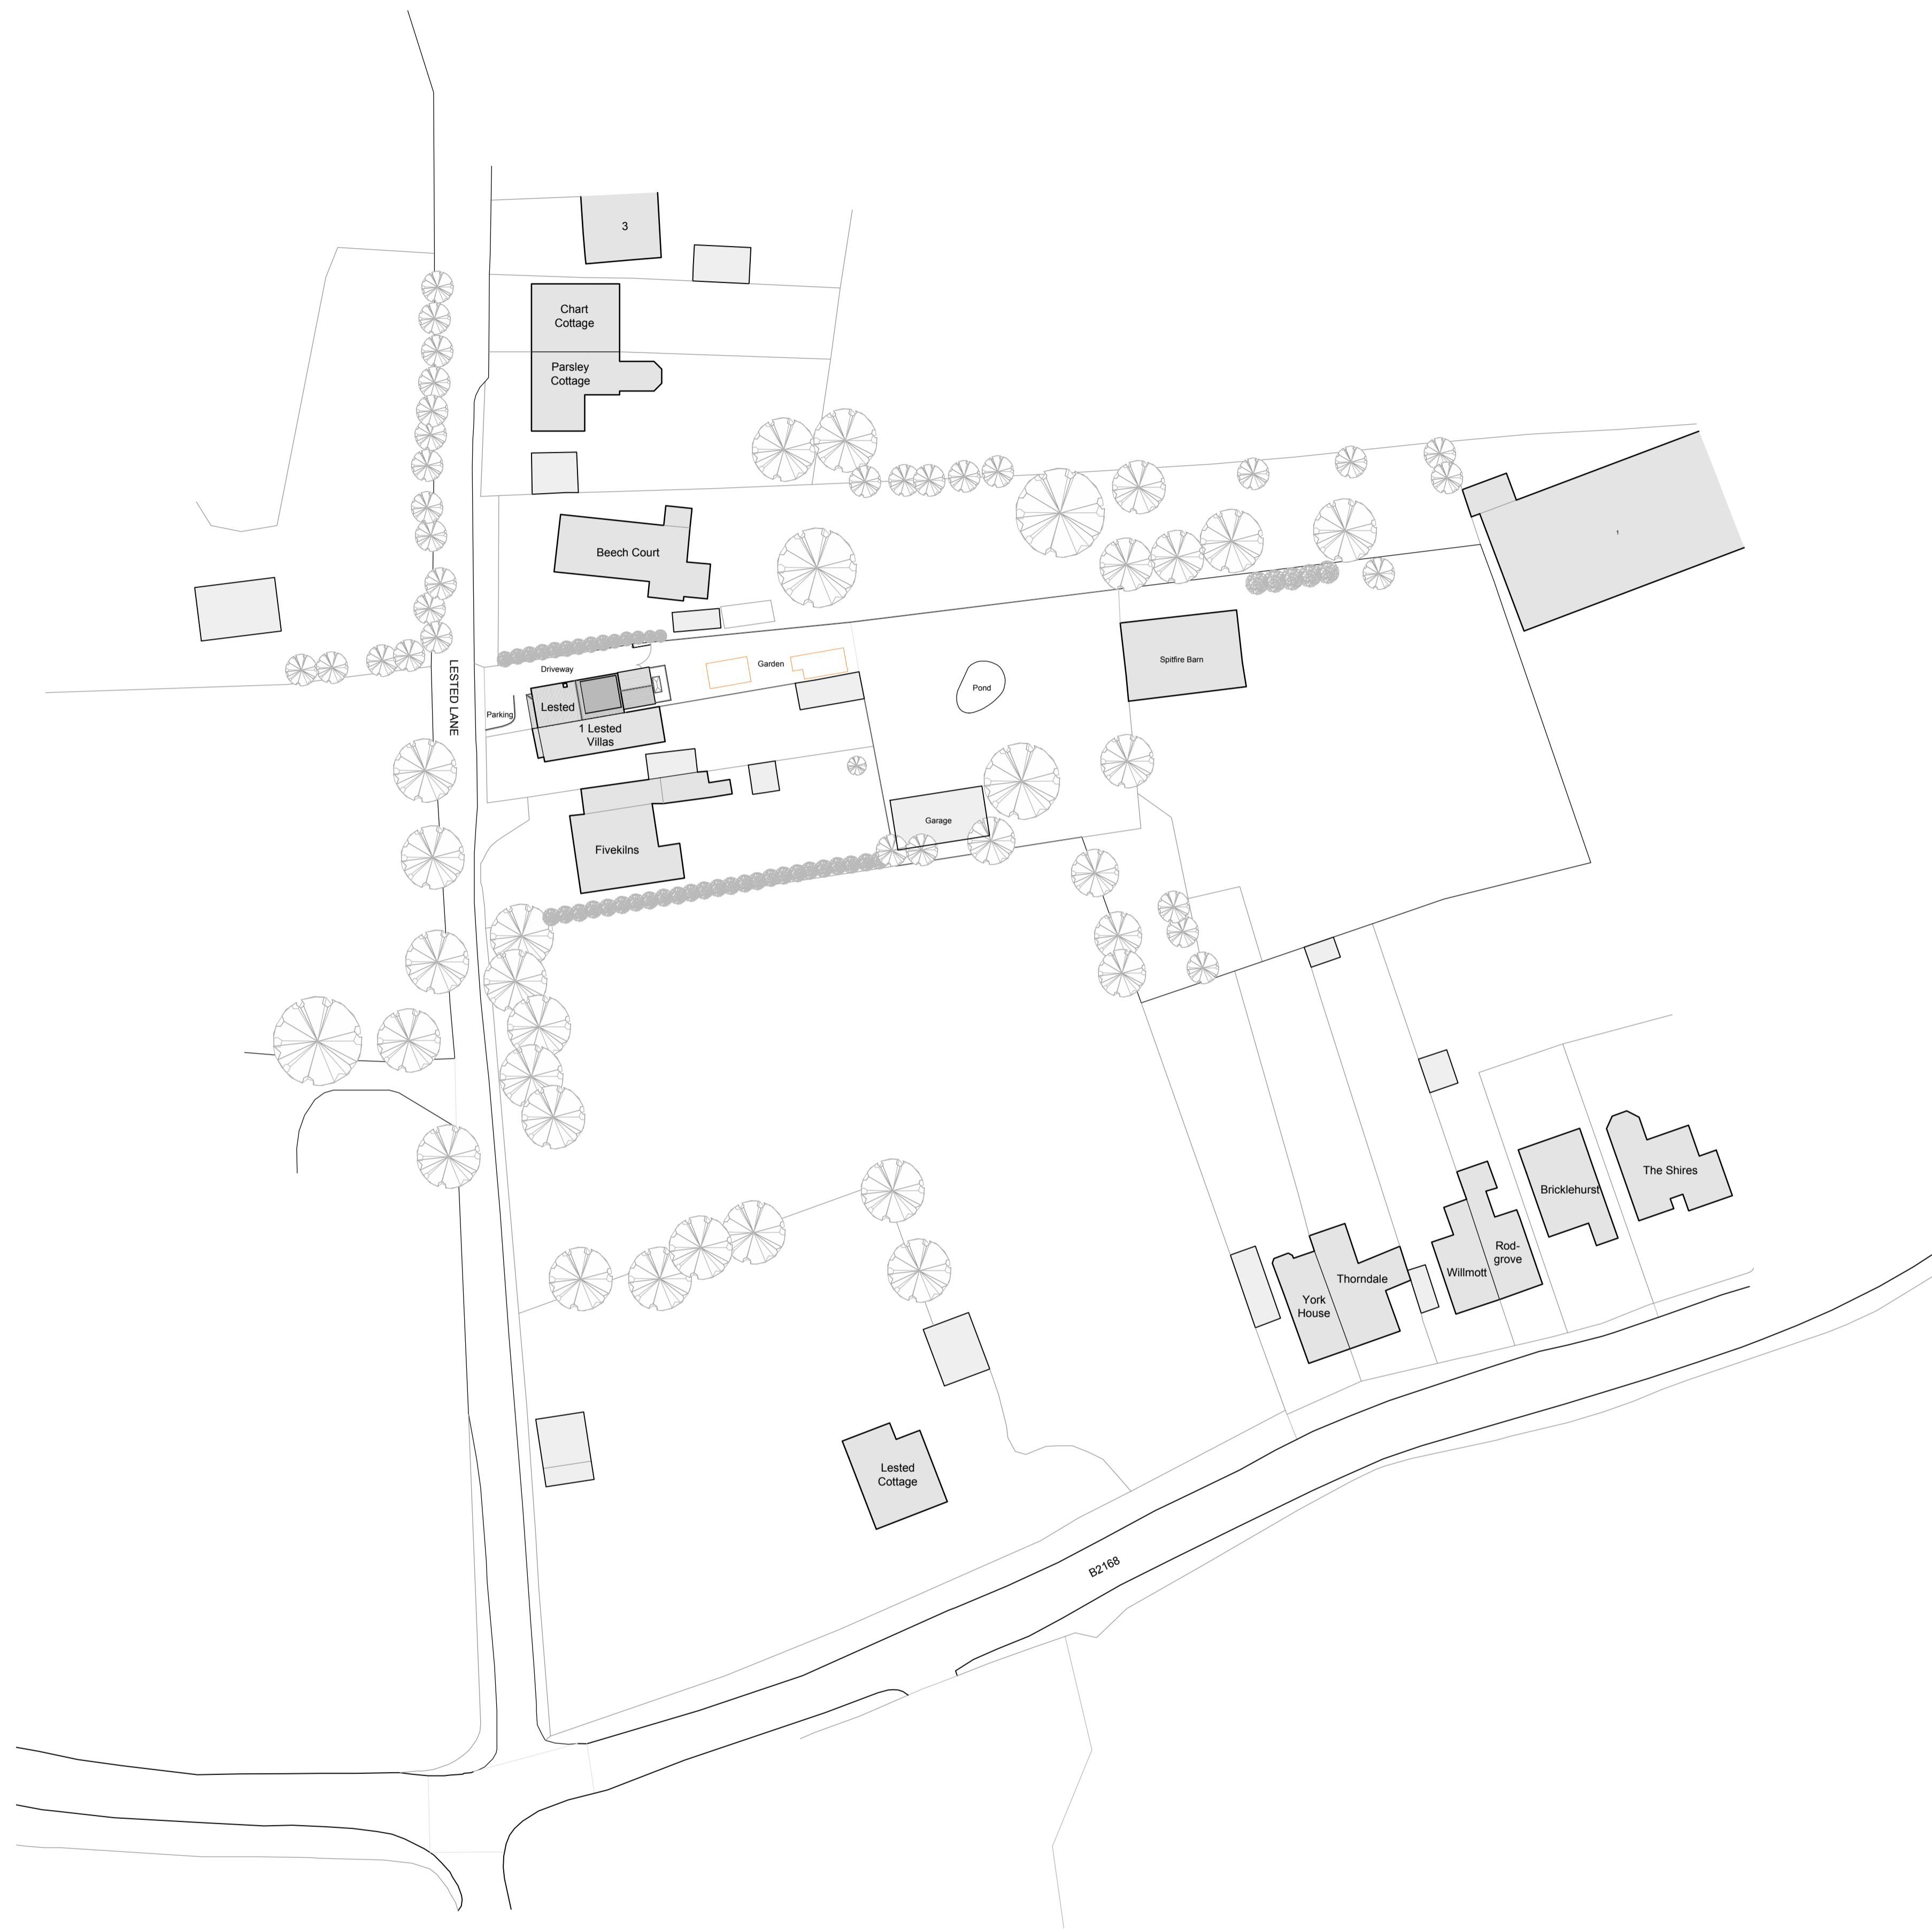 3
Chart
Cottage
Parsley
Cottage
Beech Court
1
LESTED LANE
Driveway
Garden
Spitfire Barn
Pond
Lested
Parking
1 Lested
Villas
Garage
Fivekilns
The Shires
Bricklehurst
Rod-
grove
Willmott
Thorndale
York
House
Lested
Cottage
B2168